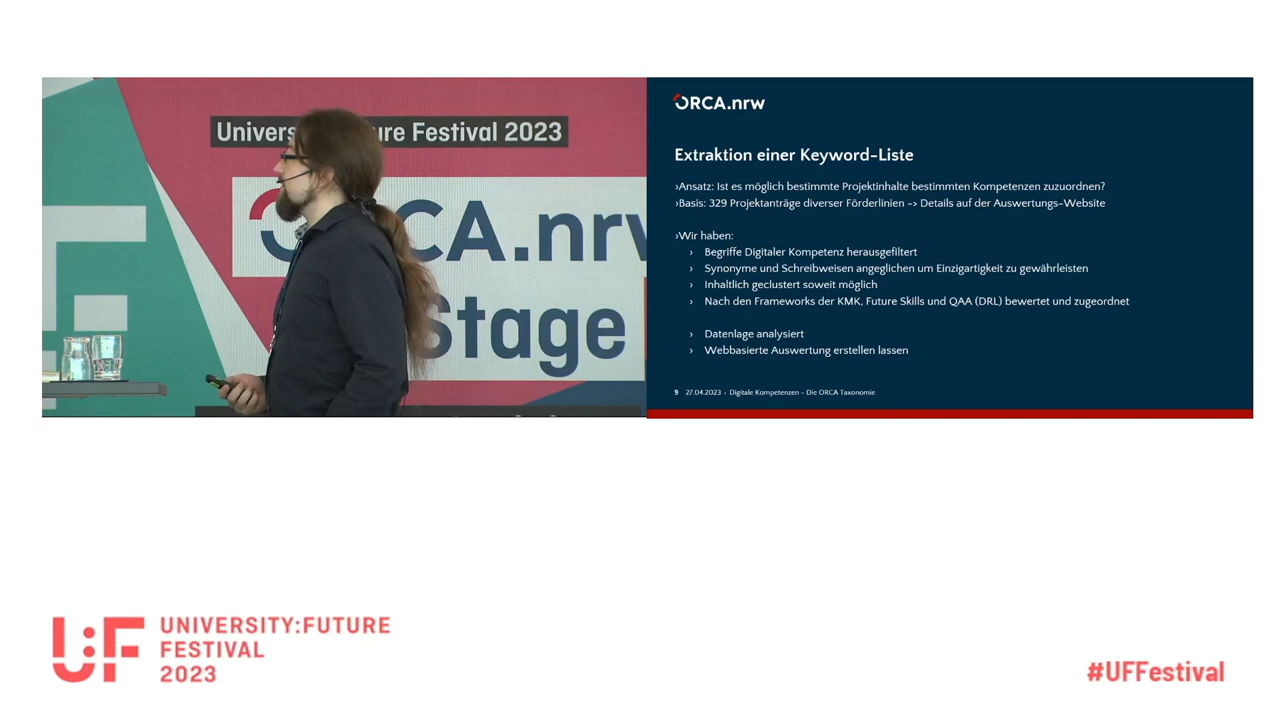 University:Future Festival 2023
ORCA.nrw
Stage
ORCA.nrw
Extraktion einer Keyword-Liste
›Ansatz: Ist es möglich bestimmte Projektinhalte bestimmten Kompetenzen zuzuordnen?
›Basis: 329 Projektanträge diverser Förderlinien -> Details auf der Auswertungs-Website
›Wir haben:
› Begriffe Digitaler Kompetenz herausgefiltert
› Synonyme und Schreibweisen angeglichen um Einzigartigkeit zu gewährleisten
› Inhaltlich geclustert soweit möglich
› Nach den Frameworks der KMK, Future Skills und QAA (DRL) bewertet und zugeordnet
› Datenlage analysiert
› Webbasierte Auswertung erstellen lassen
9 27.04.2023 - Digitale Kompetenzen - Die ORCA Taxonomie
U:F UNIVERSITY:FUTURE
FESTIVAL
2023
#UFFestival